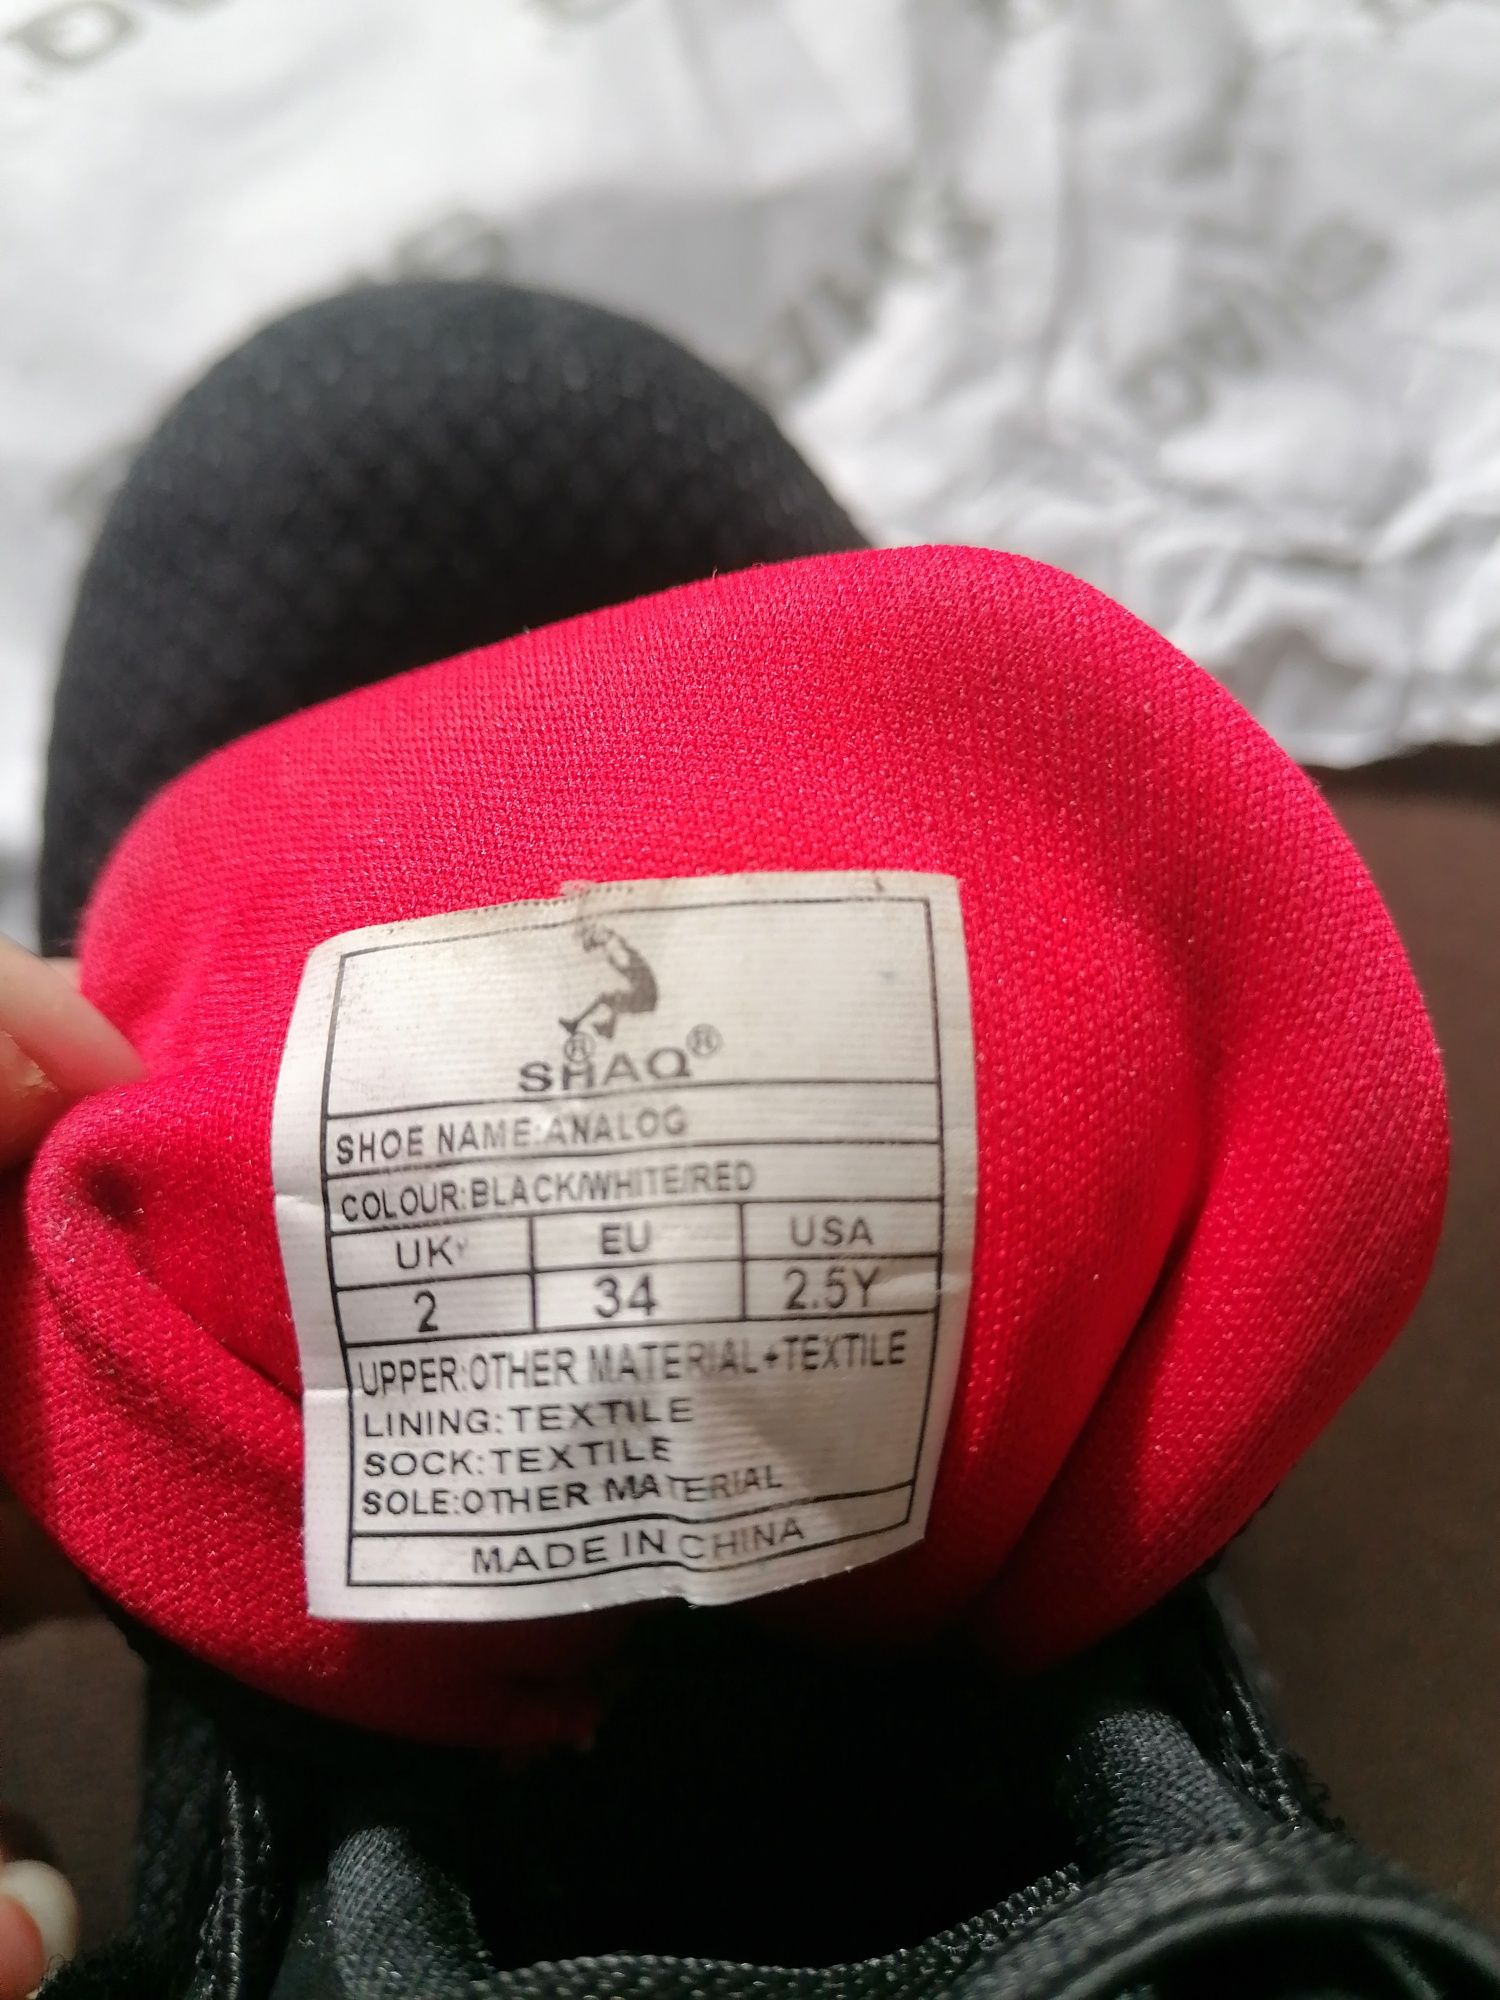 SHAQ®
SHOE NAME:ANALOG
COLOUR:BLACK/WHITE/RED
UK EU USA
2 34 2.5Y
UPPER:OTHER MATERIAL+TEXTILE
LINING:TEXTILE
SOCK:TEXTILE
SOLE:OTHER MATERIAL
MADE IN CHINA